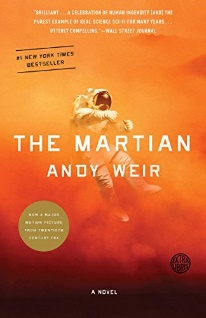 "BRILLIANT . . . A CELEBRATION OF HUMAN INGENUITY [AND] THE
PUREST EXAMPLE OF REAL-SCIENCE SCI-FI FOR MANY YEARS . . .
UTTERLY COMPELLING." —WALL STREET JOURNAL
#1 NEW YORK TIMES
BESTSELLER
THE MARTIAN
ANDY WEIR
NOW A MAJOR
MOTION PICTURE
FROM TWENTIETH
CENTURY FOX
EXTRA
LIBRIS
A NOVEL